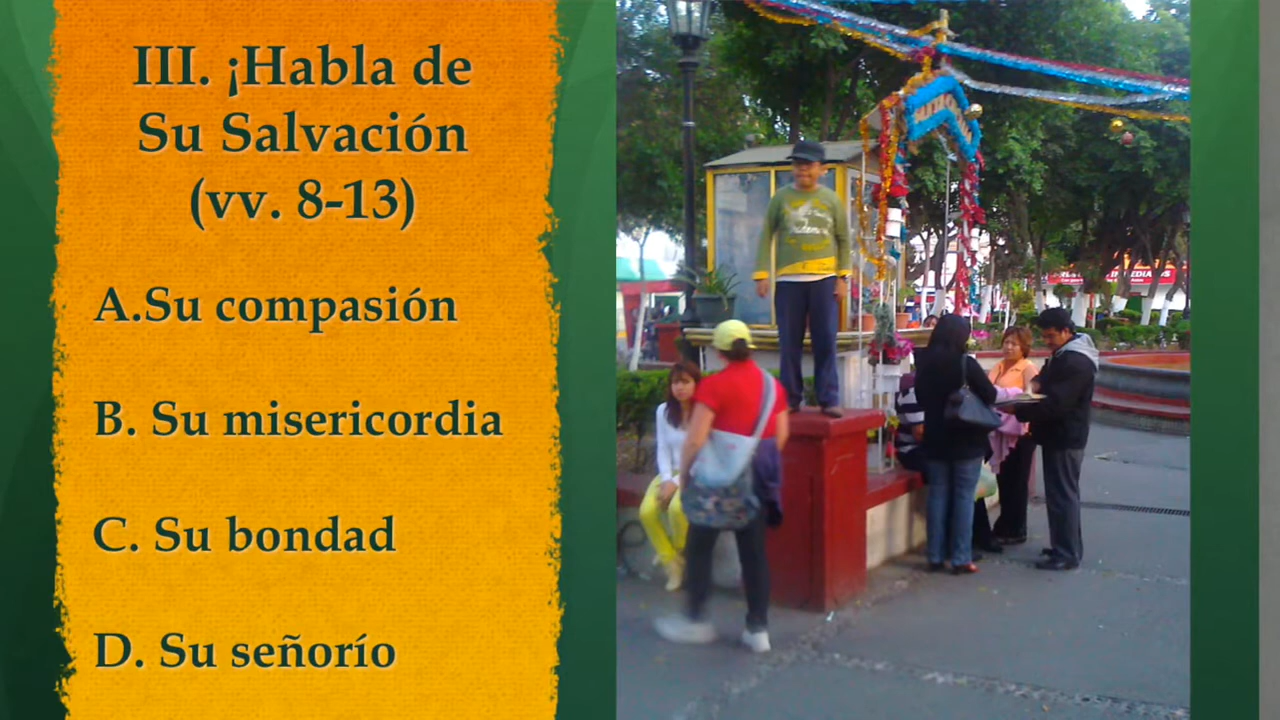 III. ¡Habla de
Su Salvación
(vv. 8-13)
A.Su compasión
B. Su misericordia
C. Su bondad
D. Su señorío